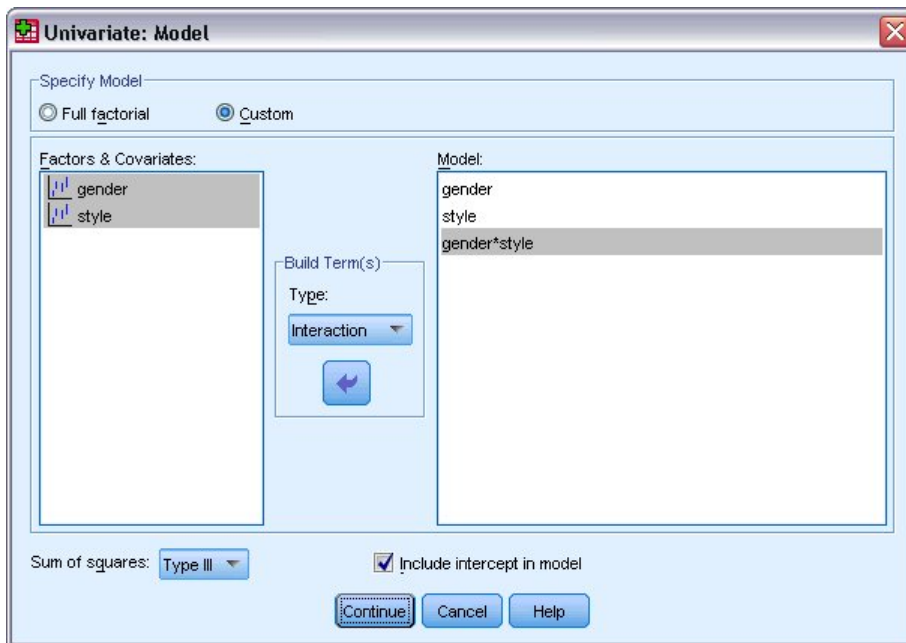 Univariate: Model
Specify Model
Full factorial
Custom
Factors & Covariates:
gender
style
Build Term(s)
Type:
Interaction
Model:
gender
style
gender*style
Sum of squares: Type III
Include intercept in model
Continue Cancel Help